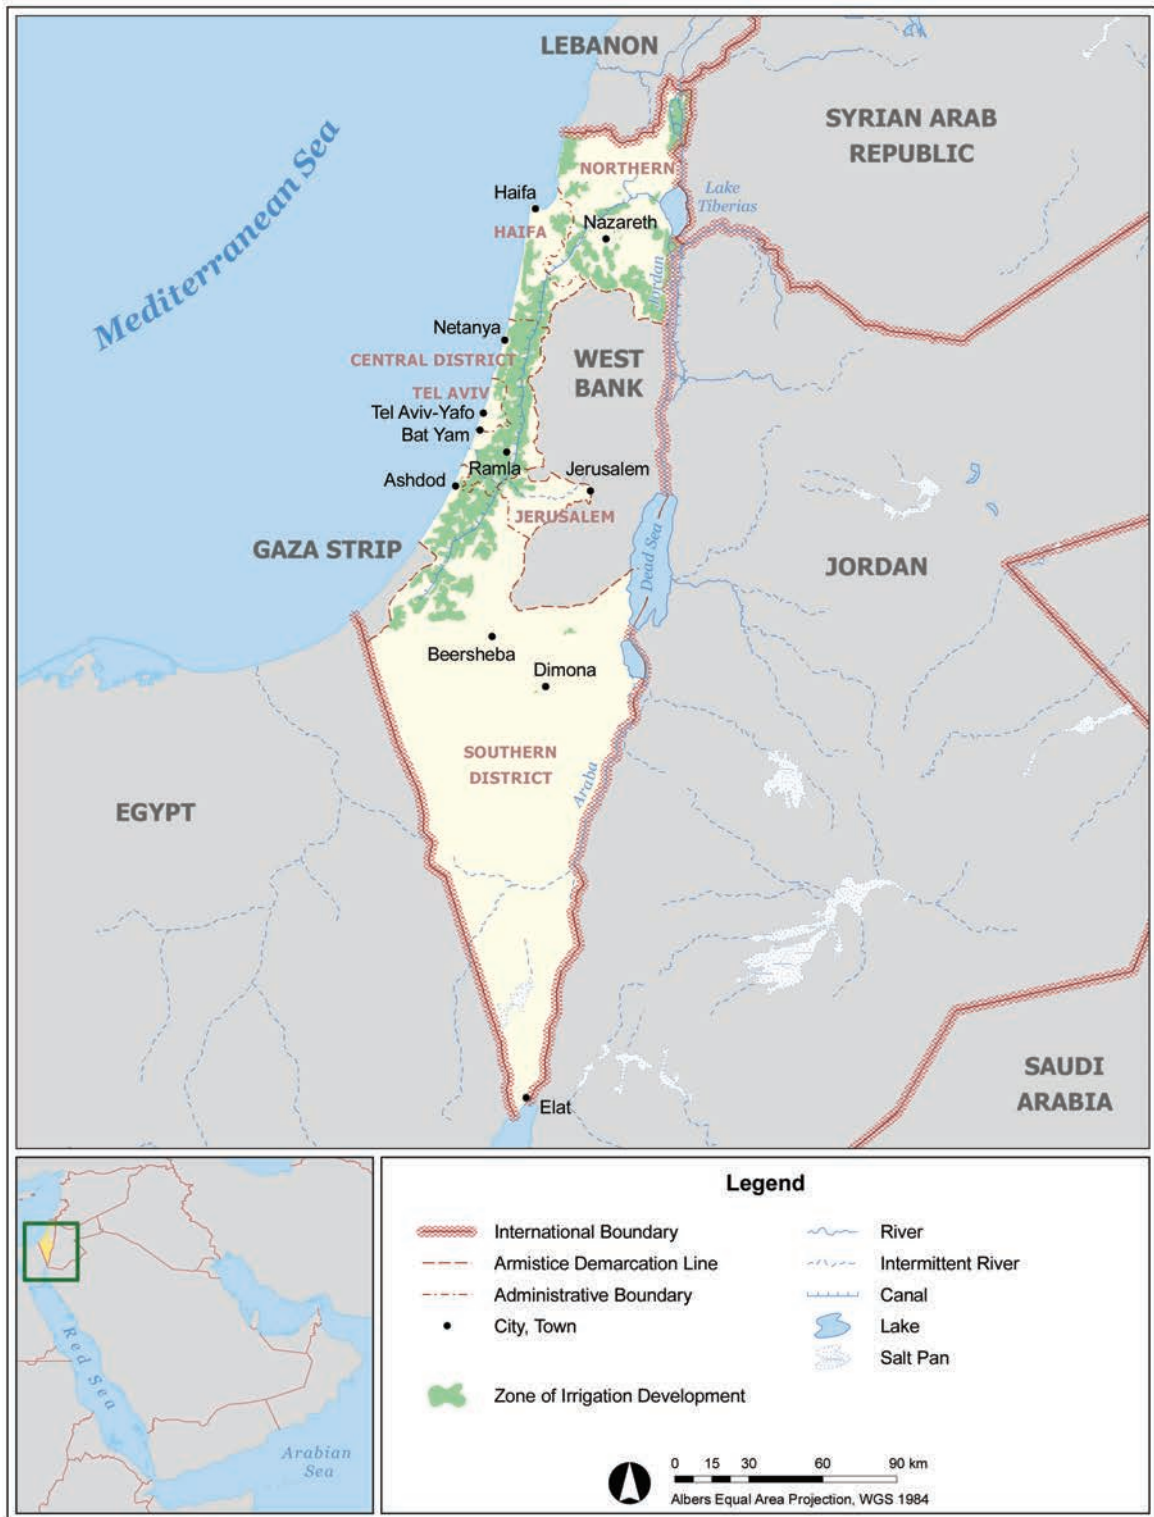 LEBANON
SYRIAN ARAB
REPUBLIC
Mediterranean Sea
NORTHERN
Lake
Tiberias
Haifa
HAIFA
Nazareth
Jordan
Netanya
CENTRAL DISTRICT
WEST
BANK
TEL AVIV
Tel Aviv-Yafo
Bat Yam
Ramla
Jerusalem
Ashdod
JERUSALEM
GAZA STRIP
Dead Sea
JORDAN
Beersheba
Dimona
SOUTHERN
DISTRICT
Araba
EGYPT
SAUDI
ARABIA
Elat
Red Sea
Arabian
Sea
Legend
International Boundary
Armistice Demarcation Line
Administrative Boundary
City, Town
Zone of Irrigation Development
River
Intermittent River
Canal
Lake
Salt Pan
0 15 30 60 90 km
Albers Equal Area Projection, WGS 1984